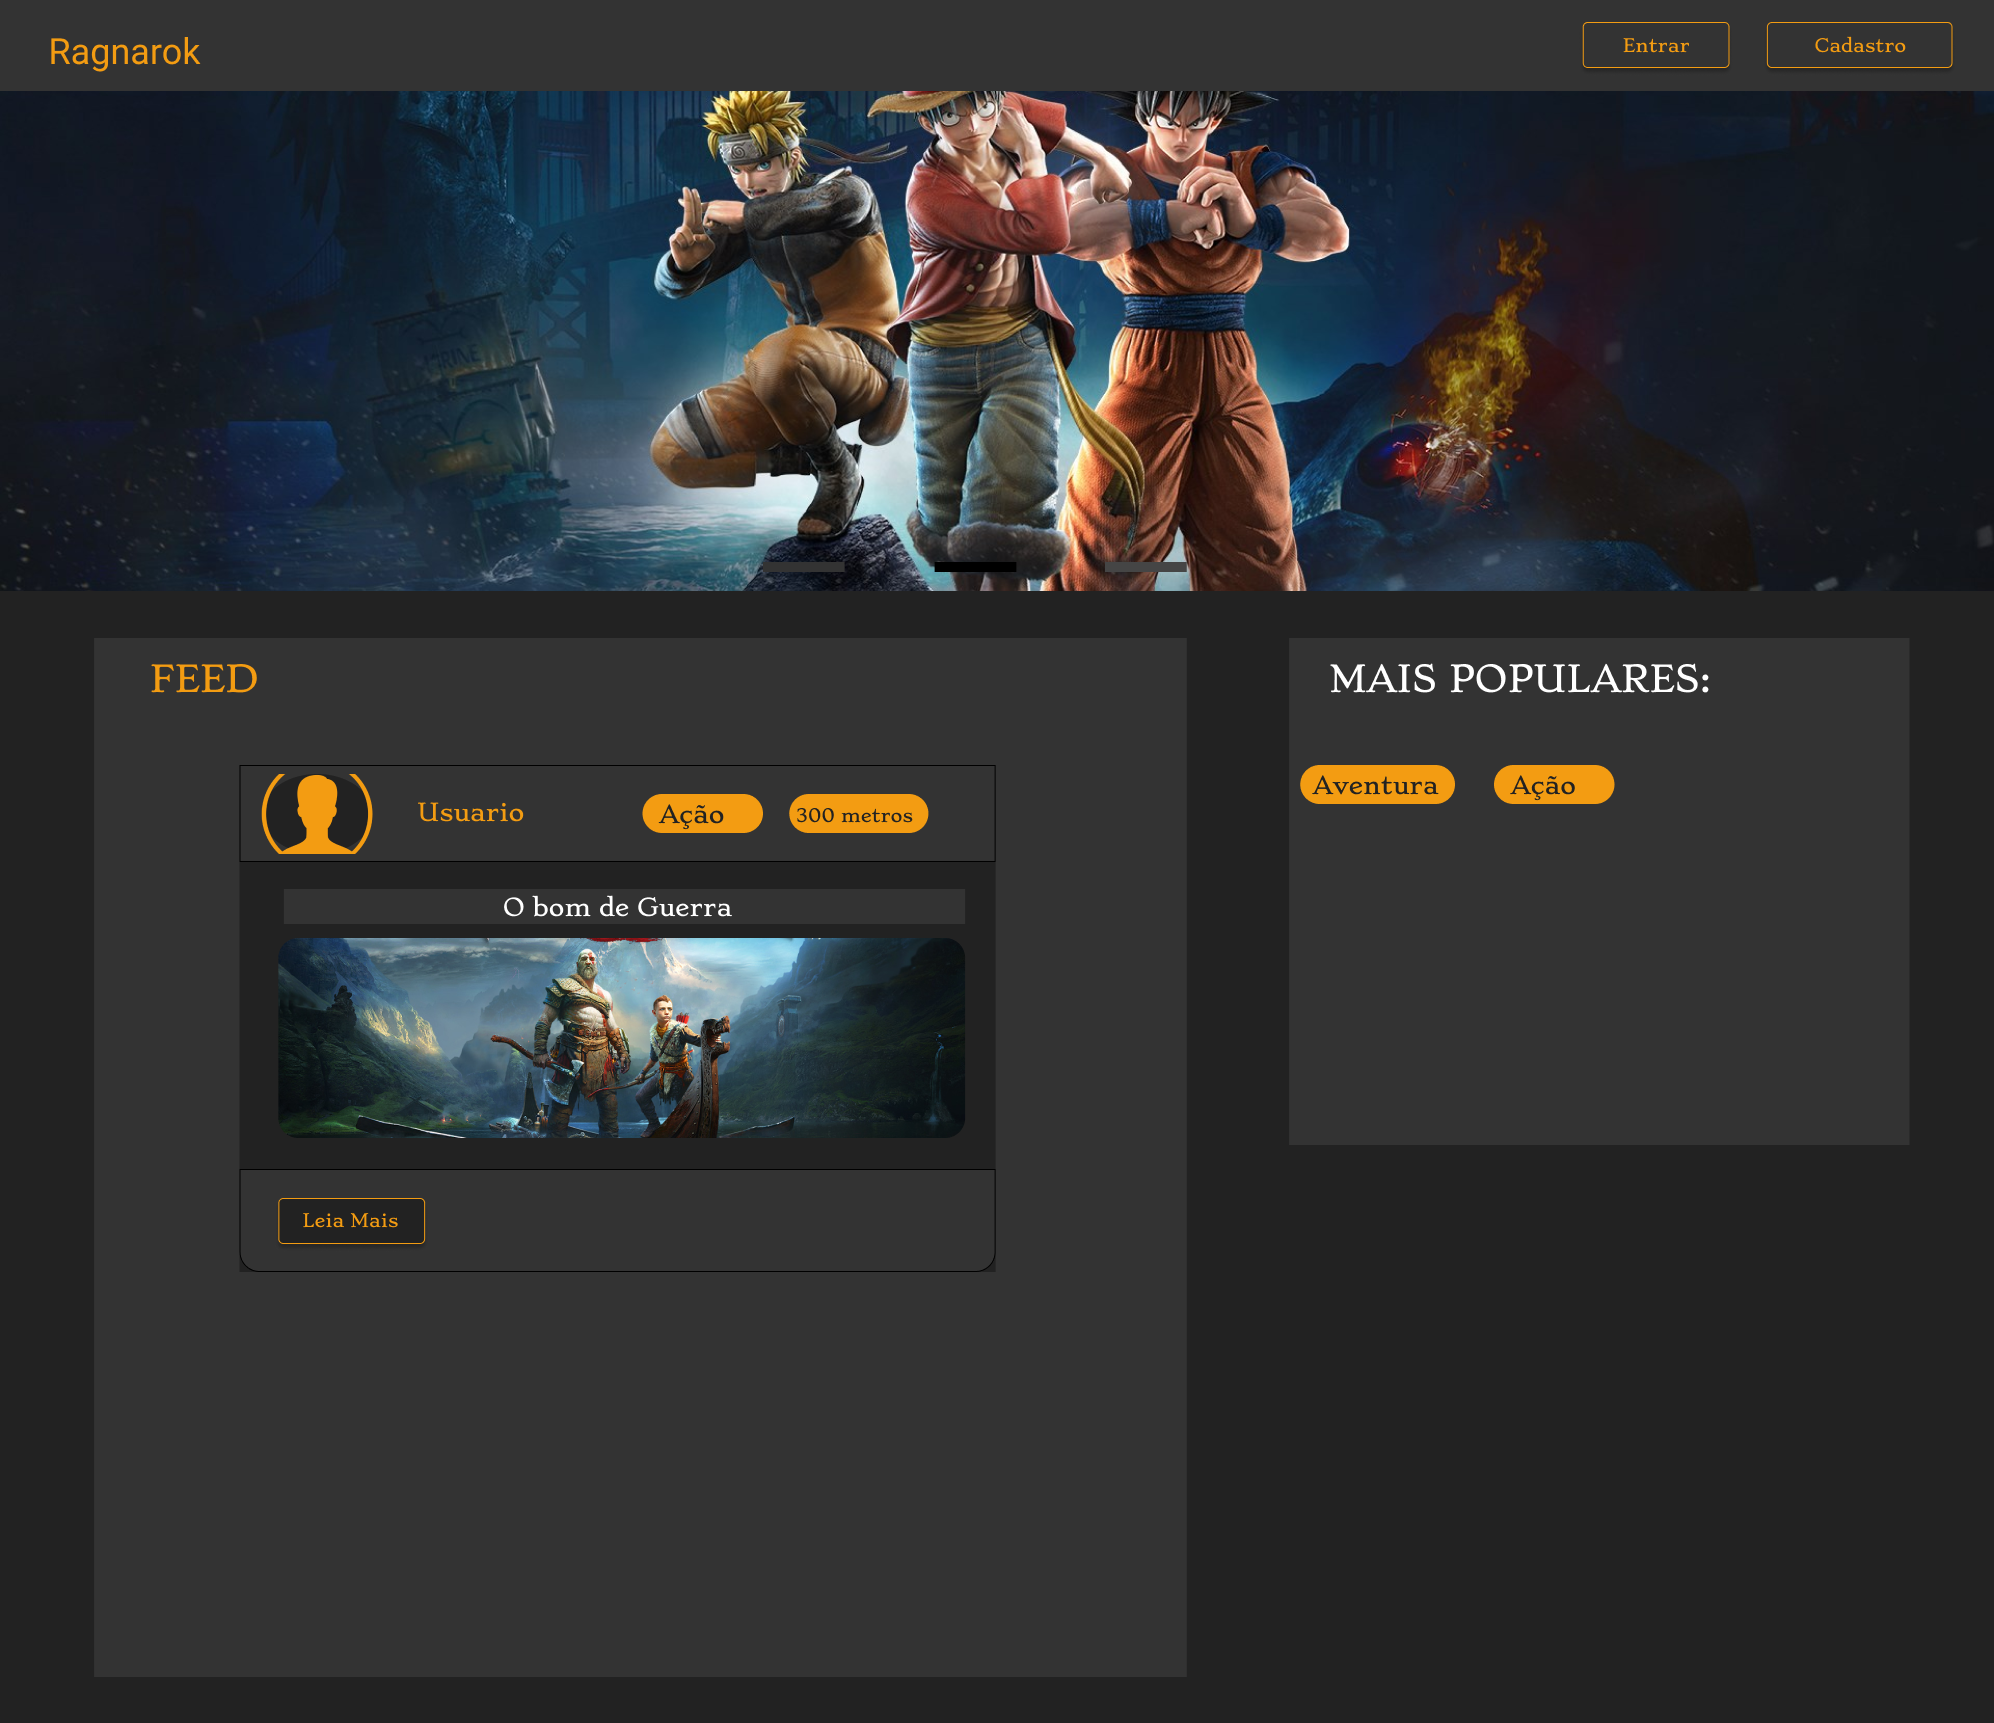 Ragnarok
Entrar
Cadastro
FEED
MAIS POPULARES:
Usuario
Ação
300 metros
Aventura
Ação
O bom de Guerra
Leia Mais